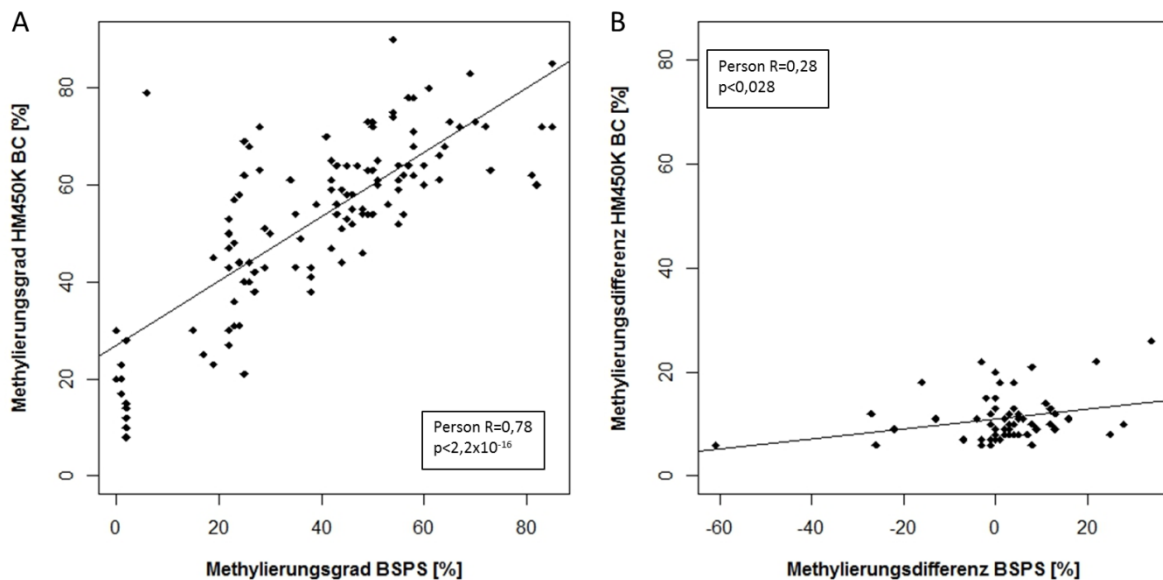 A
Methylierungsgrad HM450K BC [%]
80
60
40
20
0
Person R=0,78
p<2,2x10⁻¹⁶
0
20
40
60
80
Methylierungsgrad BSPS [%]
B
Methylierungsdifferenz HM450K BC [%]
80
60
40
20
0
Person R=0,28
p<0,028
-60
-40
-20
0
20
Methylierungsdifferenz BSPS [%]